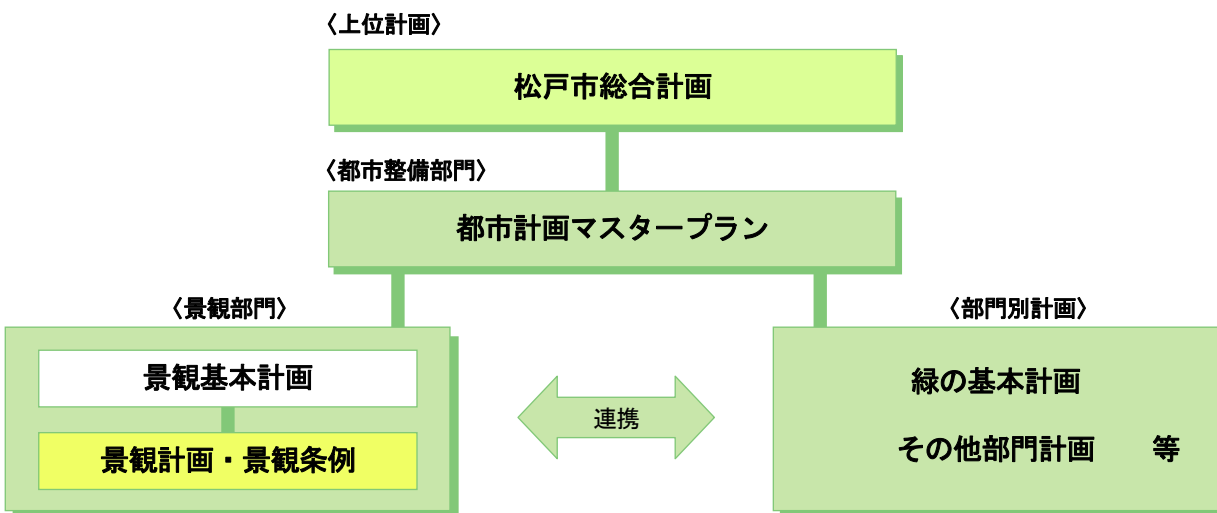 〈上位計画〉
松戸市総合計画
〈都市整備部門〉
都市計画マスタープラン
〈景観部門〉
景観基本計画
景観計画・景観条例
連携
〈部門別計画〉
緑の基本計画
その他部門計画　等